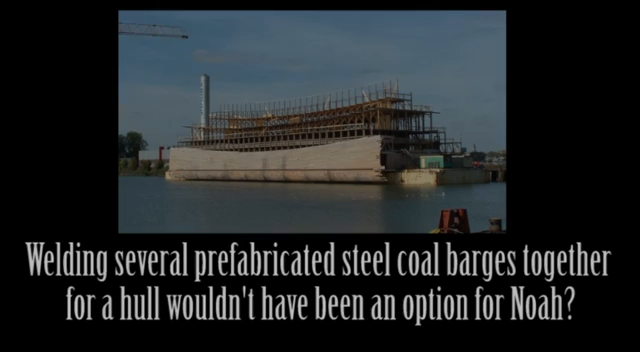 Welding several prefabricated steel coal barges together
for a hull wouldn't have been an option for Noah?